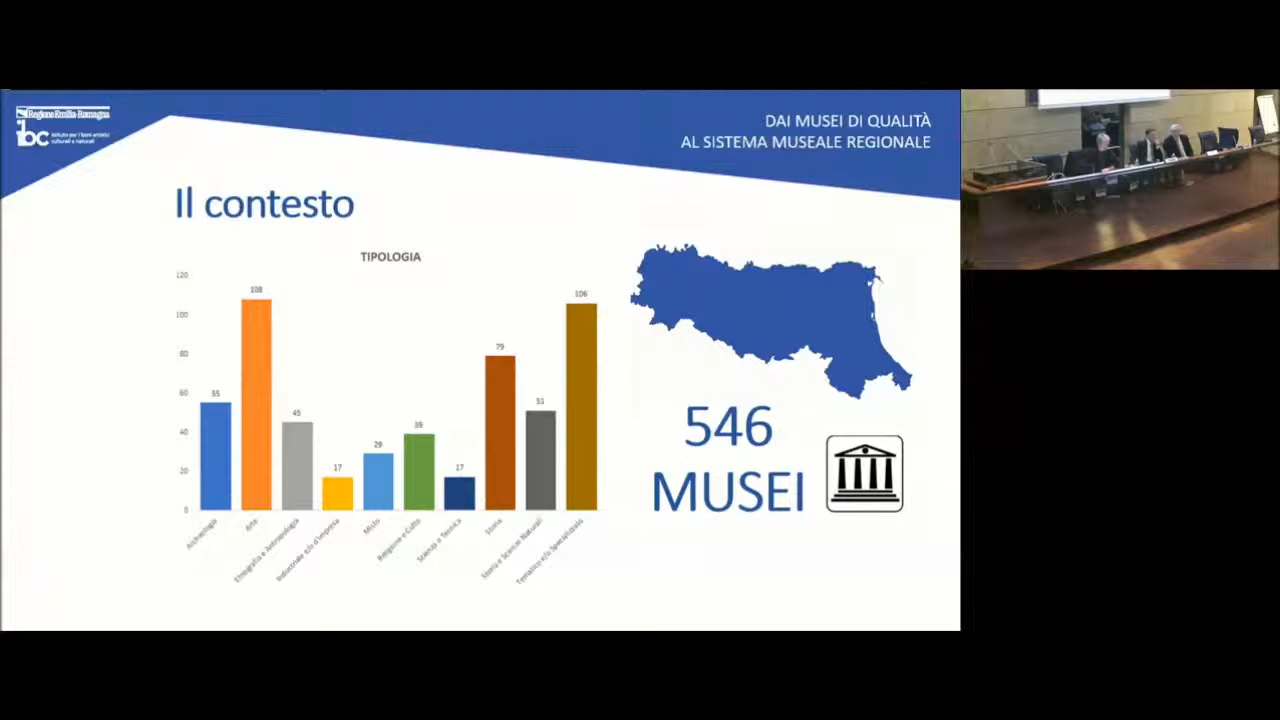 Regione Emilia-Romagna
ibc
Istituto per i beni artistici
culturali e naturali
DAI MUSEI DI QUALITÀ
AL SISTEMA MUSEALE REGIONALE
Il contesto
TIPOLOGIA
120
100
80
60
40
20
0
55
108
45
17
29
39
17
79
51
106
Archeologia
Arte
Etnografia e Antropologia
Industriale e/o d'Impresa
Misto
Religione e Culto
Scienza e Tecnica
Storia
Storia e Scienze Naturali
Tematico e/o Specializzato
546
MUSEI